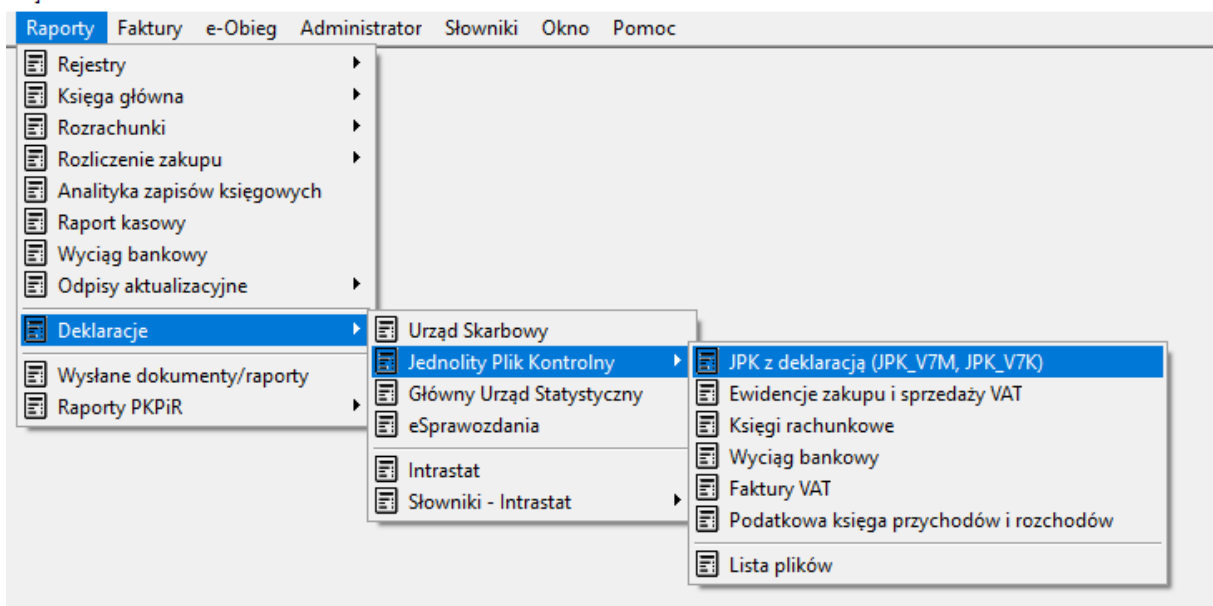 Raporty Faktury e-Obieg Administrator Słowniki Okno Pomoc
Rejestry
Księga główna
Rozrachunki
Rozliczenie zakupu
Analityka zapisów księgowych
Raport kasowy
Wyciąg bankowy
Odpisy aktualizacyjne
Deklaracje
Wysłane dokumenty/raporty
Raporty PKPiR
Urząd Skarbowy
Jednolity Plik Kontrolny
Główny Urząd Statystyczny
eSprawozdania
Intrastat
Słowniki - Intrastat
JPK z deklaracją (JPK_V7M, JPK_V7K)
Ewidencje zakupu i sprzedaży VAT
Księgi rachunkowe
Wyciąg bankowy
Faktury VAT
Podatkowa księga przychodów i rozchodów
Lista plików